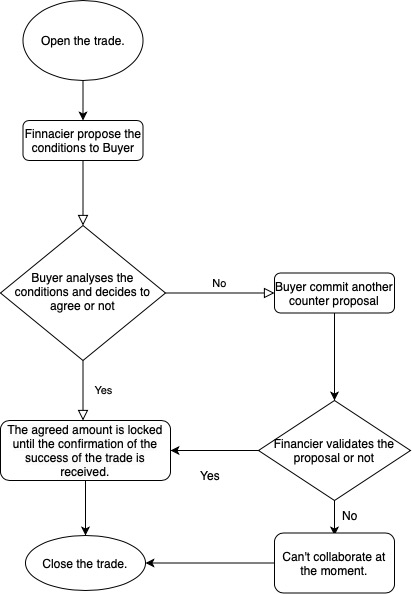 Open the trade.
Finnacier propose the
conditions to Buyer
Buyer analyses the
conditions and decides to
agree or not
No
Buyer commit another
counter proposal
Yes
The agreed amount is locked
until the confirmation of the
success of the trade is
received.
Financier validates the
proposal or not
Yes
No
Close the trade.
Can't collaborate at
the moment.